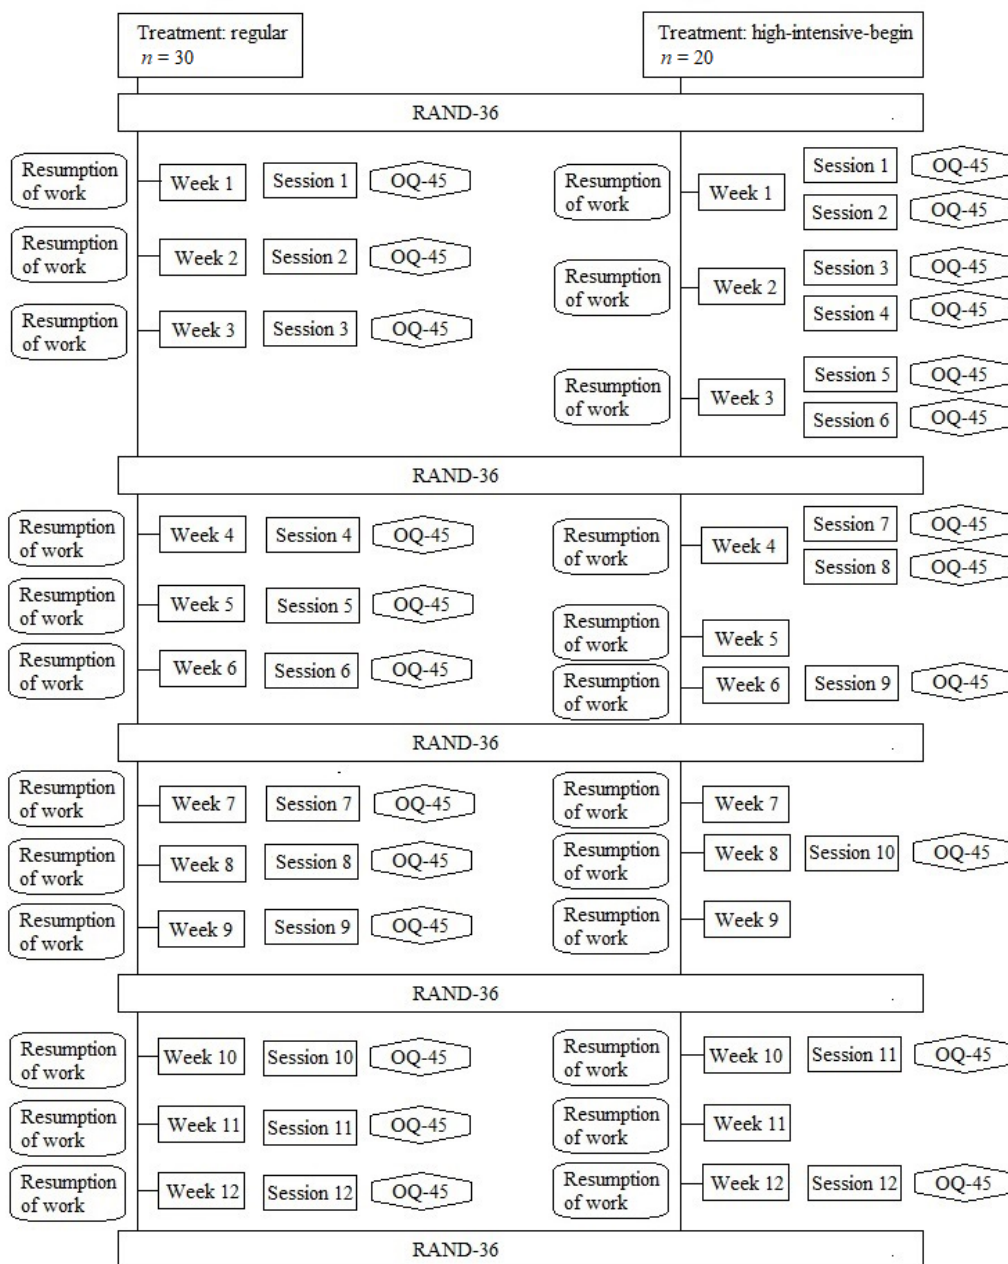 Treatment: regular
n = 30
Treatment: high-intensive-begin
n = 20
RAND-36
Resumption
of work
Week 1
Session 1
OQ-45
Resumption
of work
Week 2
Session 2
OQ-45
Resumption
of work
Week 3
Session 3
OQ-45
Resumption
of work
Week 1
Session 1
OQ-45
Session 2
OQ-45
Resumption
of work
Week 2
Session 3
OQ-45
Session 4
OQ-45
Resumption
of work
Week 3
Session 5
OQ-45
Session 6
OQ-45
RAND-36
Resumption
of work
Week 4
Session 4
OQ-45
Resumption
of work
Week 5
Session 5
OQ-45
Resumption
of work
Week 6
Session 6
OQ-45
Resumption
of work
Week 4
Session 7
OQ-45
Session 8
OQ-45
Resumption
of work
Week 5
Resumption
of work
Week 6
Session 9
OQ-45
RAND-36
Resumption
of work
Week 7
Session 7
OQ-45
Resumption
of work
Week 8
Session 8
OQ-45
Resumption
of work
Week 9
Session 9
OQ-45
Resumption
of work
Week 7
Resumption
of work
Week 8
Session 10
OQ-45
Resumption
of work
Week 9
RAND-36
Resumption
of work
Week 10
Session 10
OQ-45
Resumption
of work
Week 11
Session 11
OQ-45
Resumption
of work
Week 12
Session 12
OQ-45
Resumption
of work
Week 10
Session 11
OQ-45
Resumption
of work
Week 11
Resumption
of work
Week 12
Session 12
OQ-45
RAND-36